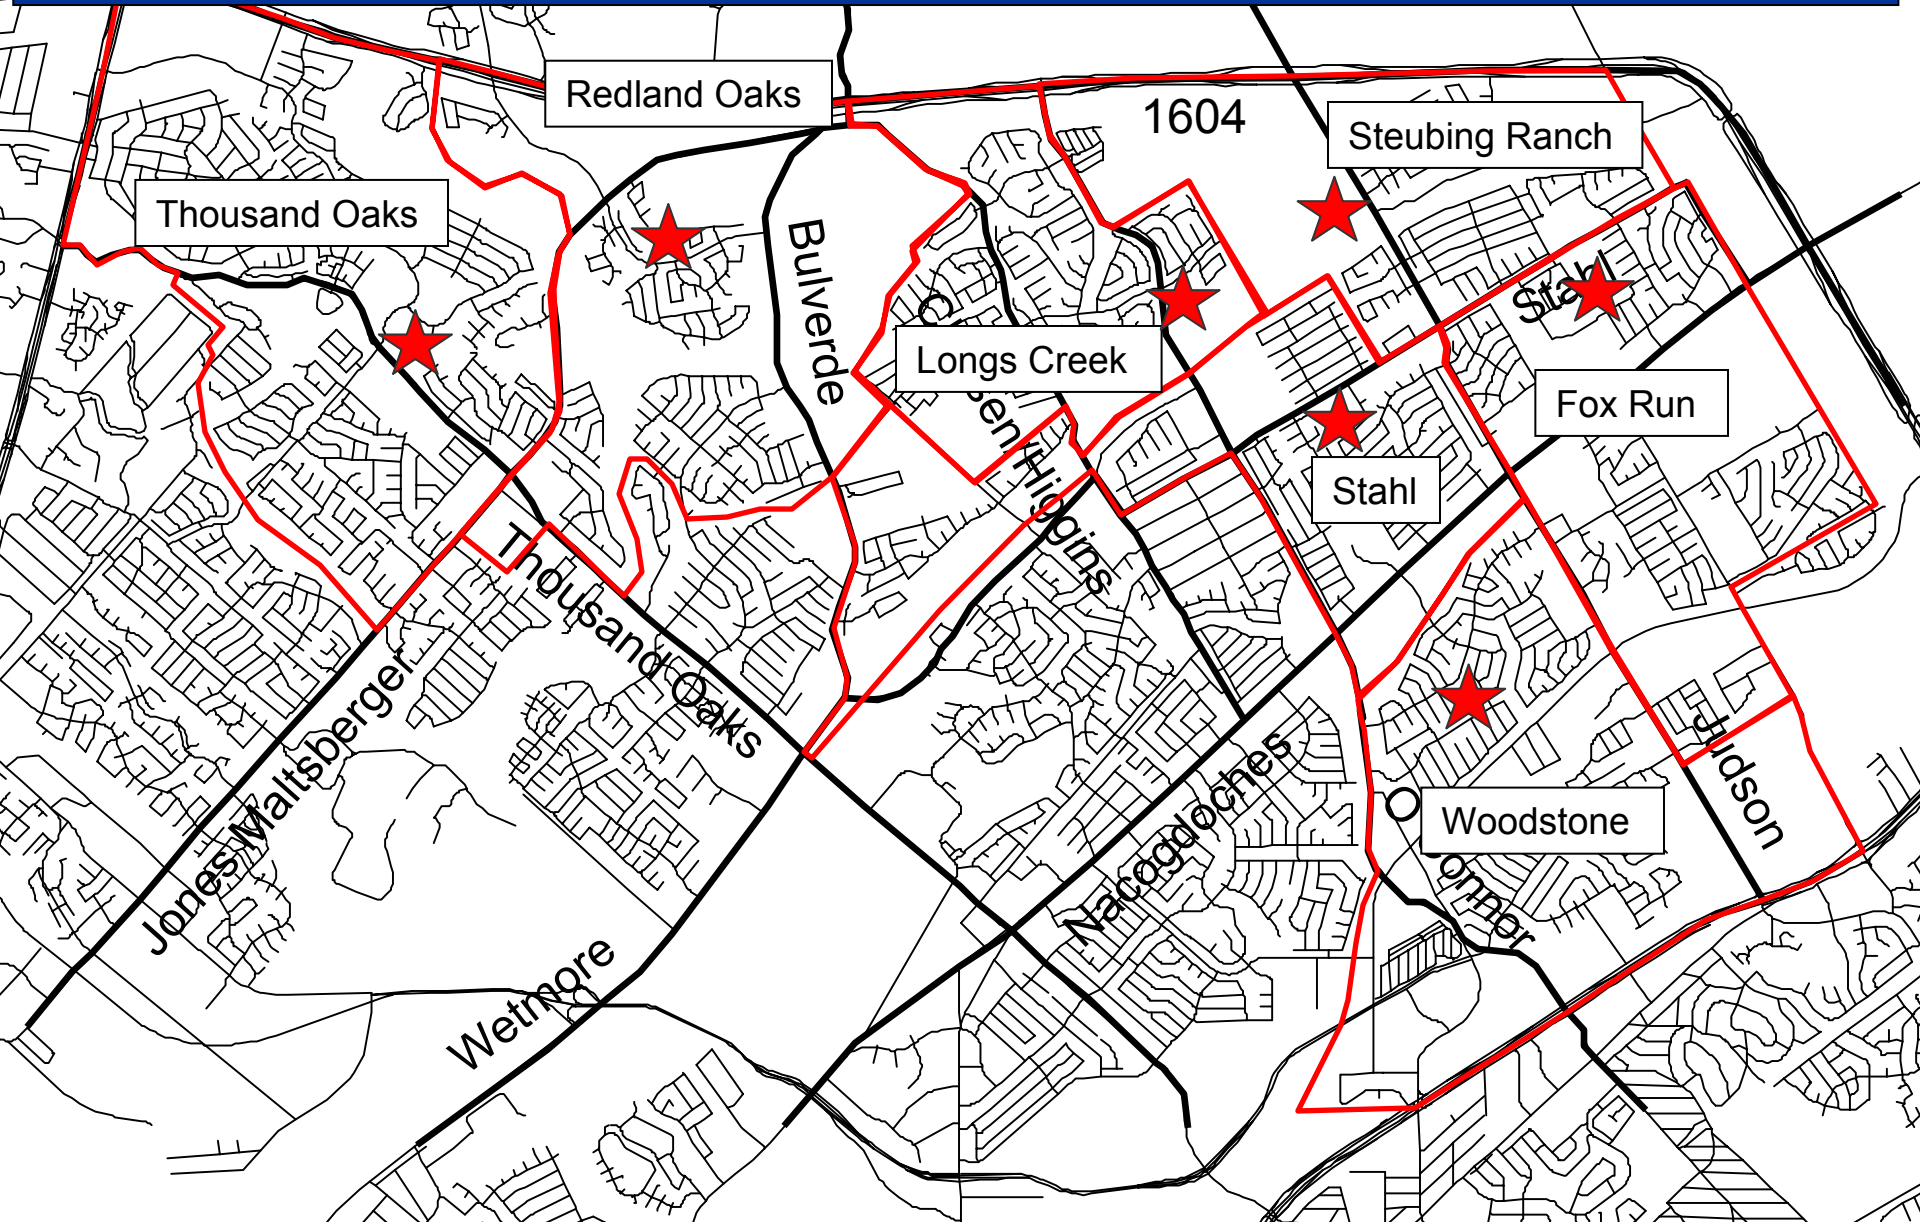 Redland Oaks
1604
Steubing Ranch
Thousand Oaks
Bulverde
Stahl
Longs Creek
Fox Run
Stahl
Thousand Oaks
Jones Maltsberger
Judson
Woodstone
Nacogdoches
Wetmore